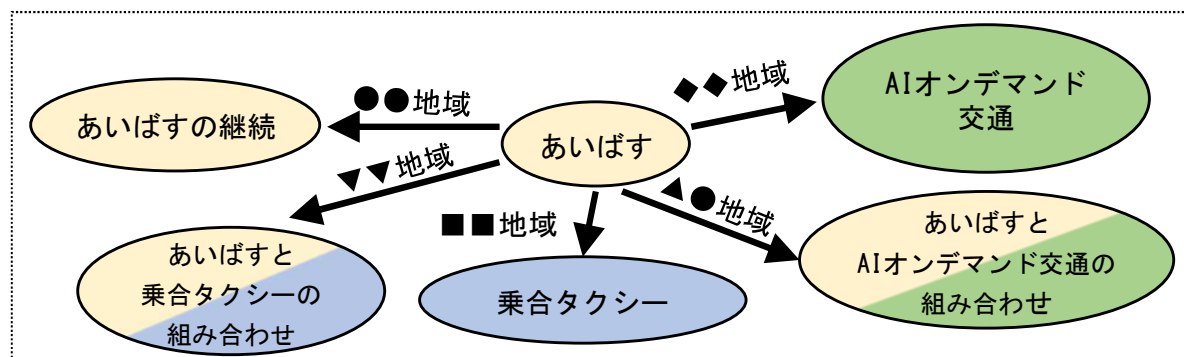 ◆◆地域
AIオンデマンド
交通
●●地域
あいばすの継続
あいばす
▼▼地域
▲●地域
■■地域
あいばすと
乗合タクシーの
組み合わせ
乗合タクシー
あいばすと
AIオンデマンド交通の
組み合わせ